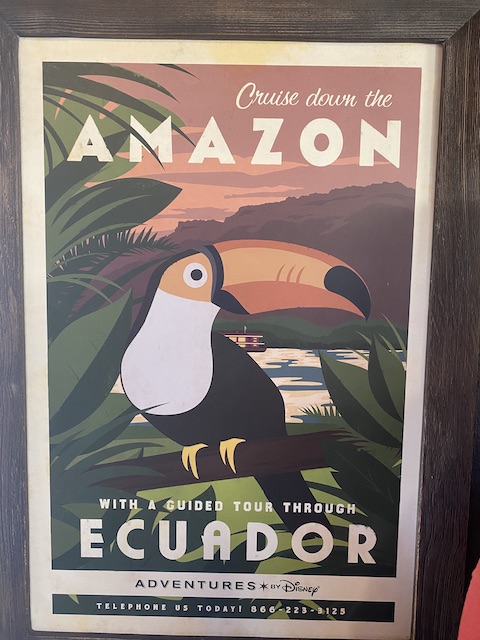 Cruise down the
AMAZON
WITH A GUIDED TOUR THROUGH
ECUADOR
ADVENTURES BY DISNEY
TELEPHONE US TODAY! 866-223-3125